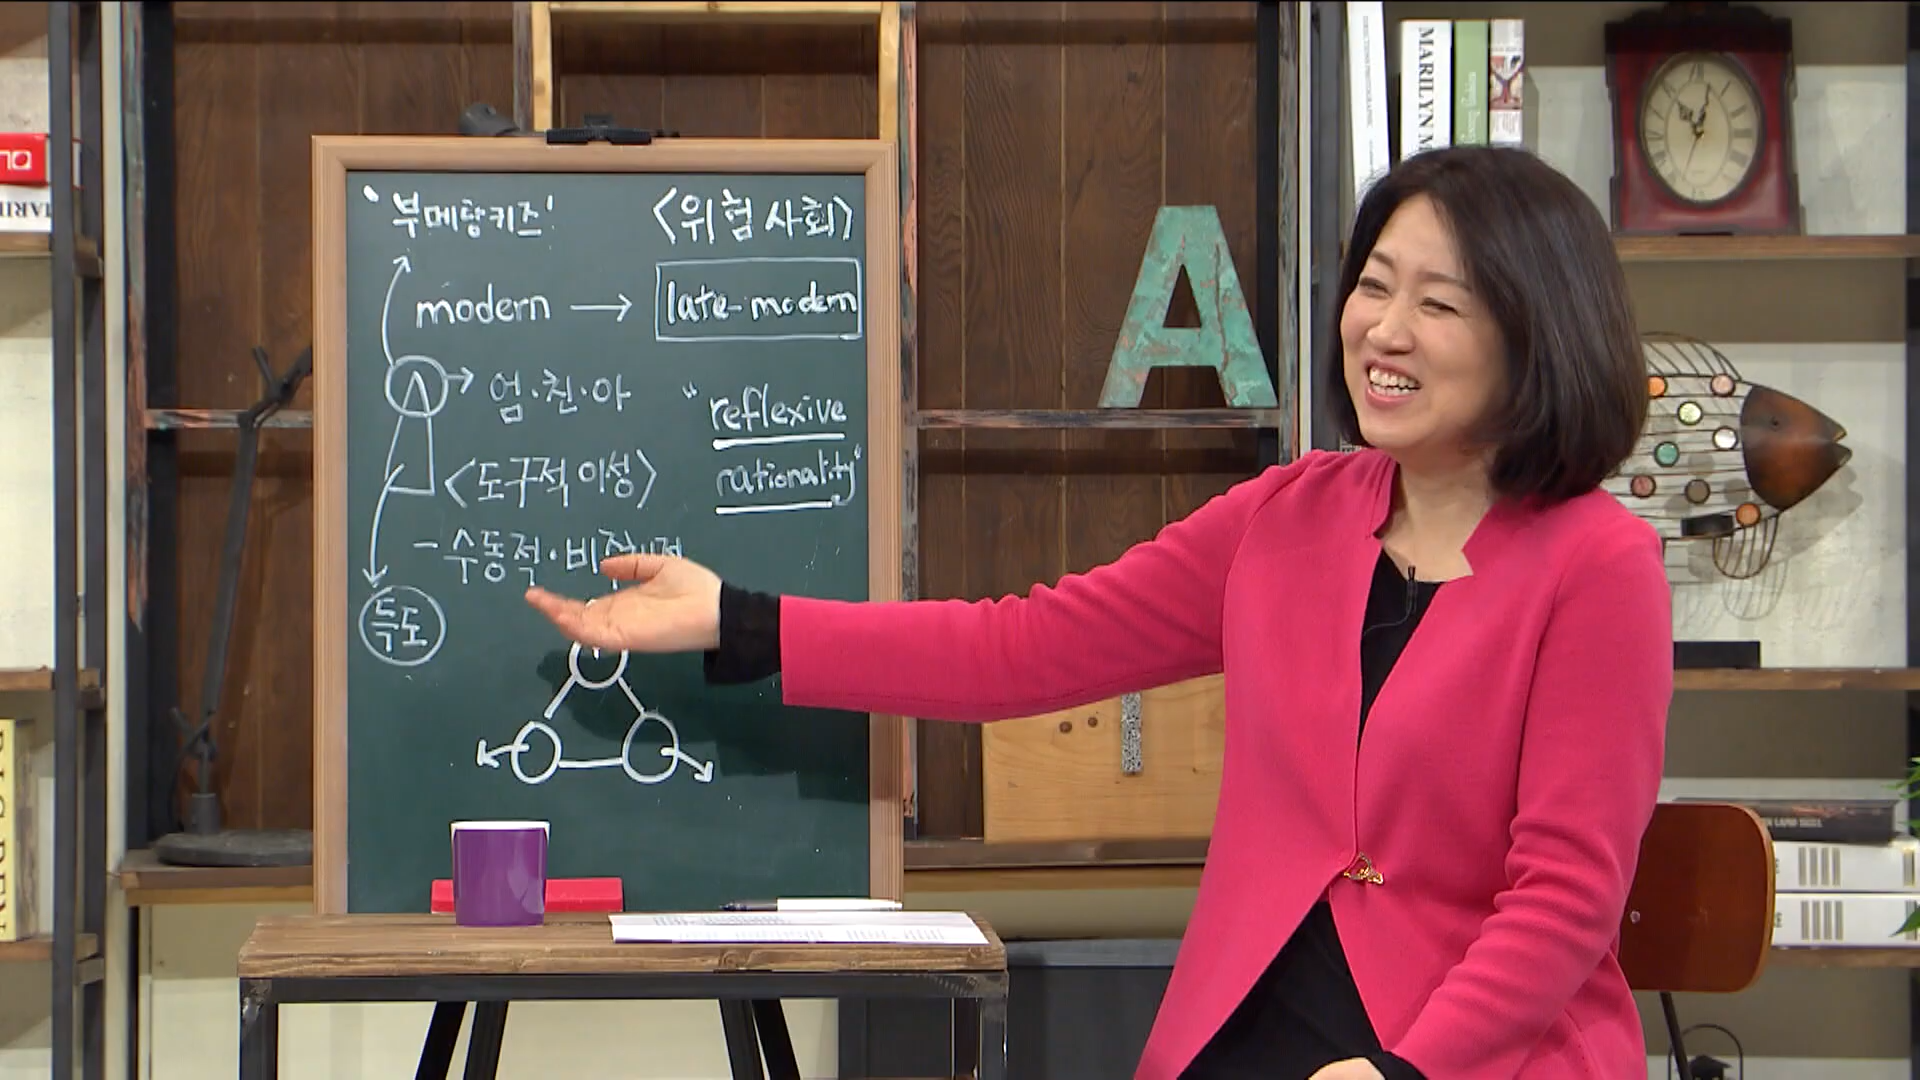 '부메랑키즈'
<위험사회>
modern → late-modern
A → 엄·친·아
"reflexive
rationality"
<도구적 이성>
- 수동적·비
득도
A
MARILYN M